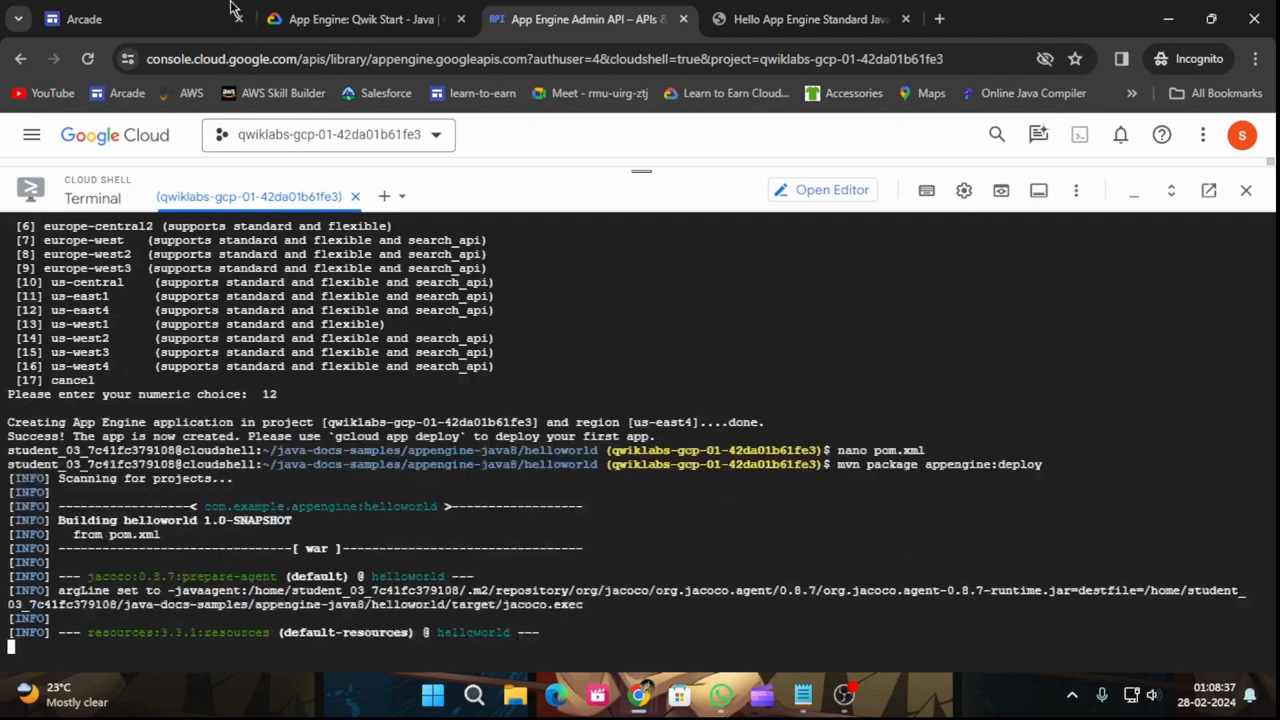 Arcade
App Engine: Qwik Start - Java |
App Engine Admin API – APIs &
Hello App Engine Standard Java
console.cloud.google.com/apis/library/appengine.googleapis.com?authuser=4&cloudshell=true&project=qwiklabs-gcp-01-42da01b61fe3
Incognito
YouTube Arcade AWS AWS Skill Builder Salesforce learn-to-earn Meet - rmu-uirg-ztj Learn to Earn Cloud... Accessories Maps Online Java Compiler » All Bookmarks
Google Cloud
qwiklabs-gcp-01-42da01b61fe3
S
CLOUD SHELL
Terminal
(qwiklabs-gcp-01-42da01b61fe3)
Open Editor
[6] europe-central2 (supports standard and flexible)
[7] europe-west (supports standard and flexible and search_api)
[8] europe-west2 (supports standard and flexible and search_api)
[9] europe-west3 (supports standard and flexible and search_api)
[10] us-central (supports standard and flexible and search_api)
[11] us-east1 (supports standard and flexible and search_api)
[12] us-east4 (supports standard and flexible and search_api)
[13] us-west1 (supports standard and flexible)
[14] us-west2 (supports standard and flexible and search_api)
[15] us-west3 (supports standard and flexible and search_api)
[16] us-west4 (supports standard and flexible and search_api)
[17] cancel
Please enter your numeric choice: 12
Creating App Engine application in project [qwiklabs-gcp-01-42da01b61fe3] and region [us-east4]....done.
Success! The app is now created. Please use `gcloud app deploy` to deploy your first app.
student_03_7c41fc379108@cloudshell:~/java-docs-samples/appengine-java8/helloworld (qwiklabs-gcp-01-42da01b61fe3)$ nano pom.xml
student_03_7c41fc379108@cloudshell:~/java-docs-samples/appengine-java8/helloworld (qwiklabs-gcp-01-42da01b61fe3)$ mvn package appengine:deploy
[INFO] Scanning for projects...
[INFO]
[INFO] ------------------< com.example.appengine:helloworld >------------------
[INFO] Building helloworld 1.0-SNAPSHOT
[INFO]   from pom.xml
[INFO] --------------------------------[ war ]---------------------------------
[INFO]
[INFO] --- jacoco:0.8.7:prepare-agent (default) @ helloworld ---
[INFO] argLine set to -javaagent:/home/student_03_7c41fc379108/.m2/repository/org/jacoco/org.jacoco.agent/0.8.7/org.jacoco.agent-0.8.7-runtime.jar=destfile=/home/student_
03_7c41fc379108/java-docs-samples/appengine-java8/helloworld/target/jacoco.exec
[INFO]
[INFO] --- resources:3.3.1:resources (default-resources) @ helloworld ---
23°C
Mostly clear
01:08:37
28-02-2024